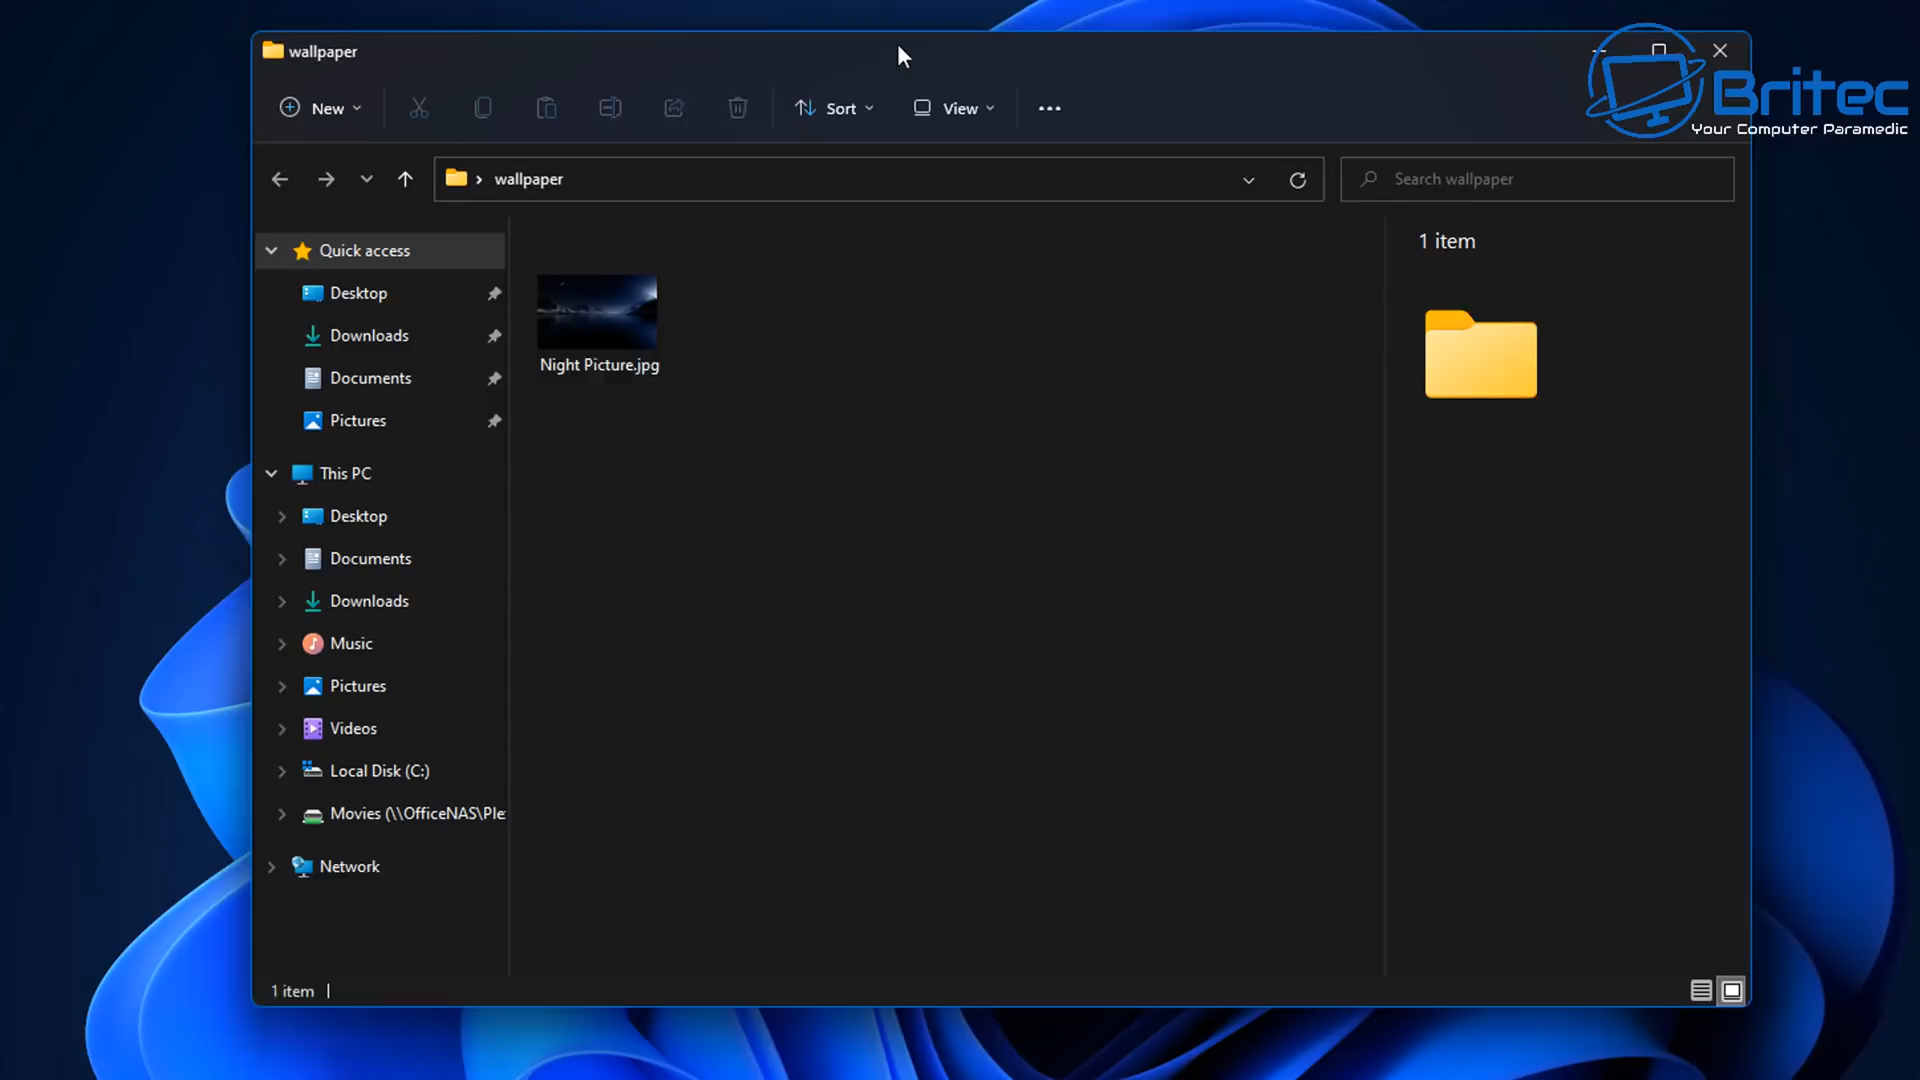 wallpaper
New
Sort
View
Britec
Your Computer Paramedic
wallpaper
Search wallpaper
Quick access
Desktop
Downloads
Documents
Pictures
This PC
Desktop
Documents
Downloads
Music
Pictures
Videos
Local Disk (C:)
Movies (\\OfficeNAS\Ple
Network
Night Picture.jpg
1 item
1 item